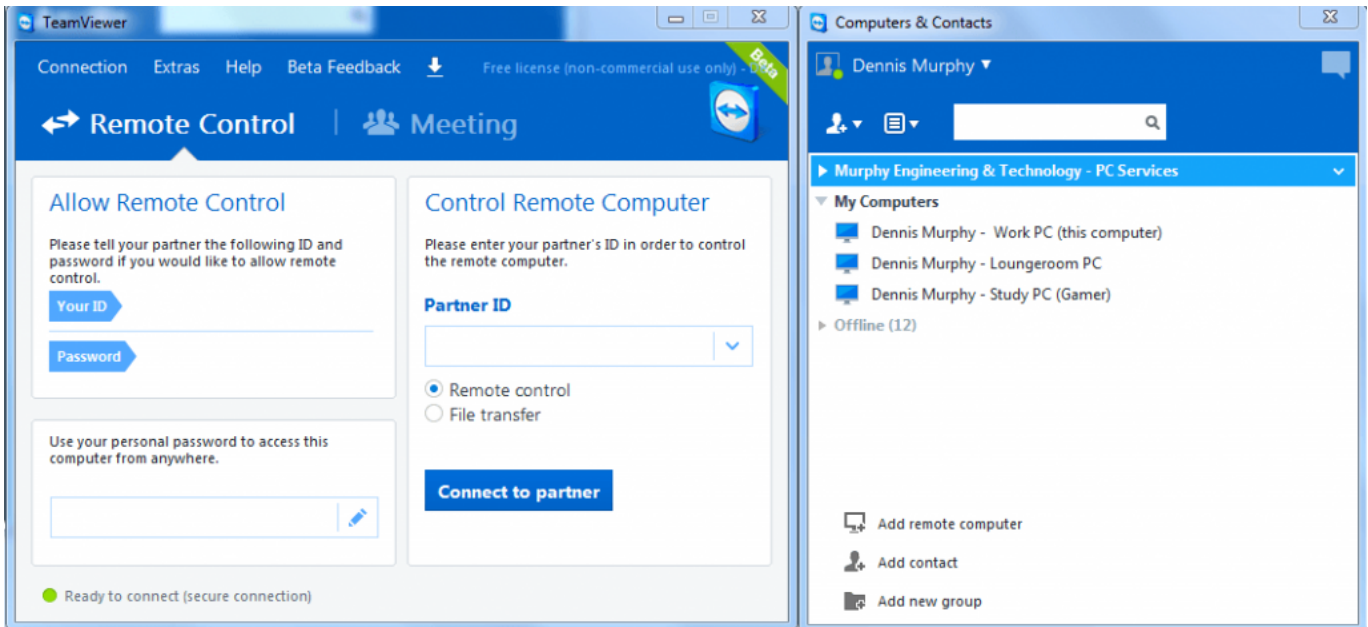 TeamViewer
Connection Extras Help Beta Feedback Free license (non-commercial use only) -
Beta
Remote Control Meeting
Allow Remote Control
Please tell your partner the following ID and
password if you would like to allow remote
control.
Your ID
Password
Use your personal password to access this
computer from anywhere.
Control Remote Computer
Please enter your partner's ID in order to control
the remote computer.
Partner ID
Remote control
File transfer
Connect to partner
Ready to connect (secure connection)
Computers & Contacts
Dennis Murphy
Murphy Engineering & Technology - PC Services
My Computers
Dennis Murphy - Work PC (this computer)
Dennis Murphy - Loungeroom PC
Dennis Murphy - Study PC (Gamer)
Offline (12)
Add remote computer
Add contact
Add new group